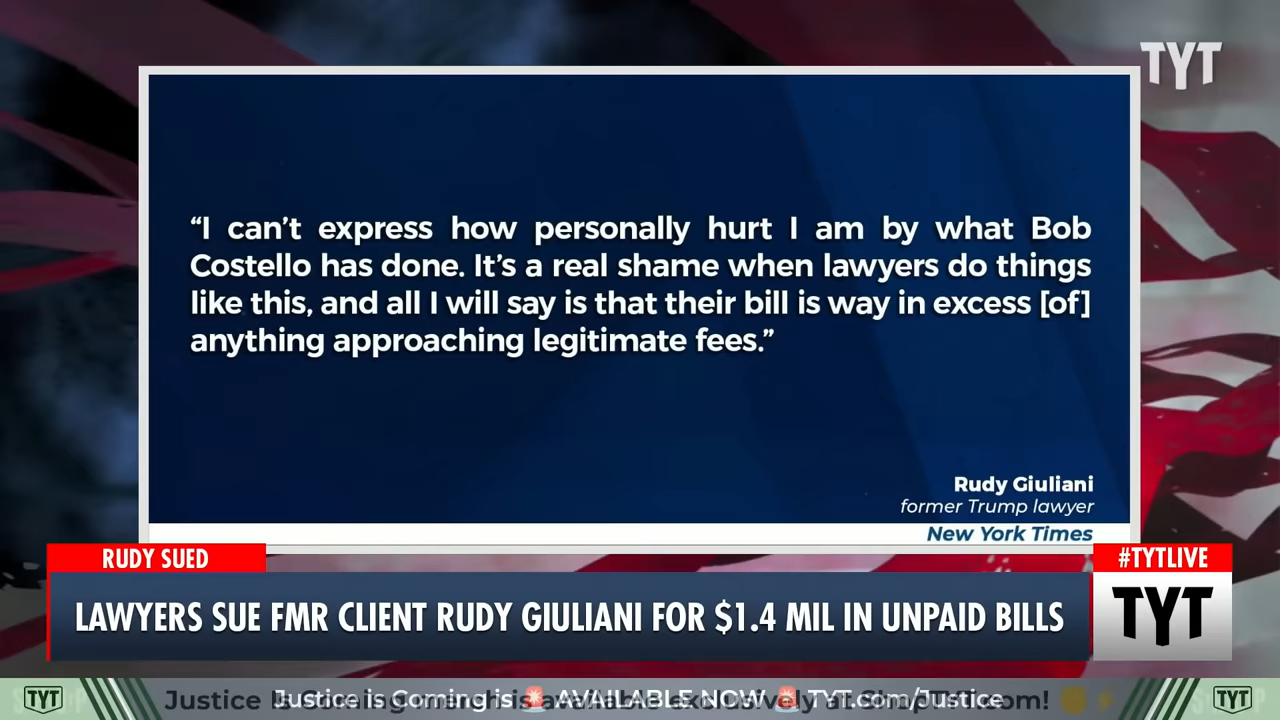 TYT
“I can’t express how personally hurt I am by what Bob
Costello has done. It’s a real shame when lawyers do things
like this, and all I will say is that their bill is way in excess [of]
anything approaching legitimate fees.”
Rudy Giuliani
former Trump lawyer
New York Times
RUDY SUED
#TYTLIVE
LAWYERS SUE FMR CLIENT RUDY GIULIANI FOR $1.4 MIL IN UNPAID BILLS
TYT
TYT
Justice is Coming is 🚨 AVAILABLE NOW 🚨 TYT.com/Justice
TYT